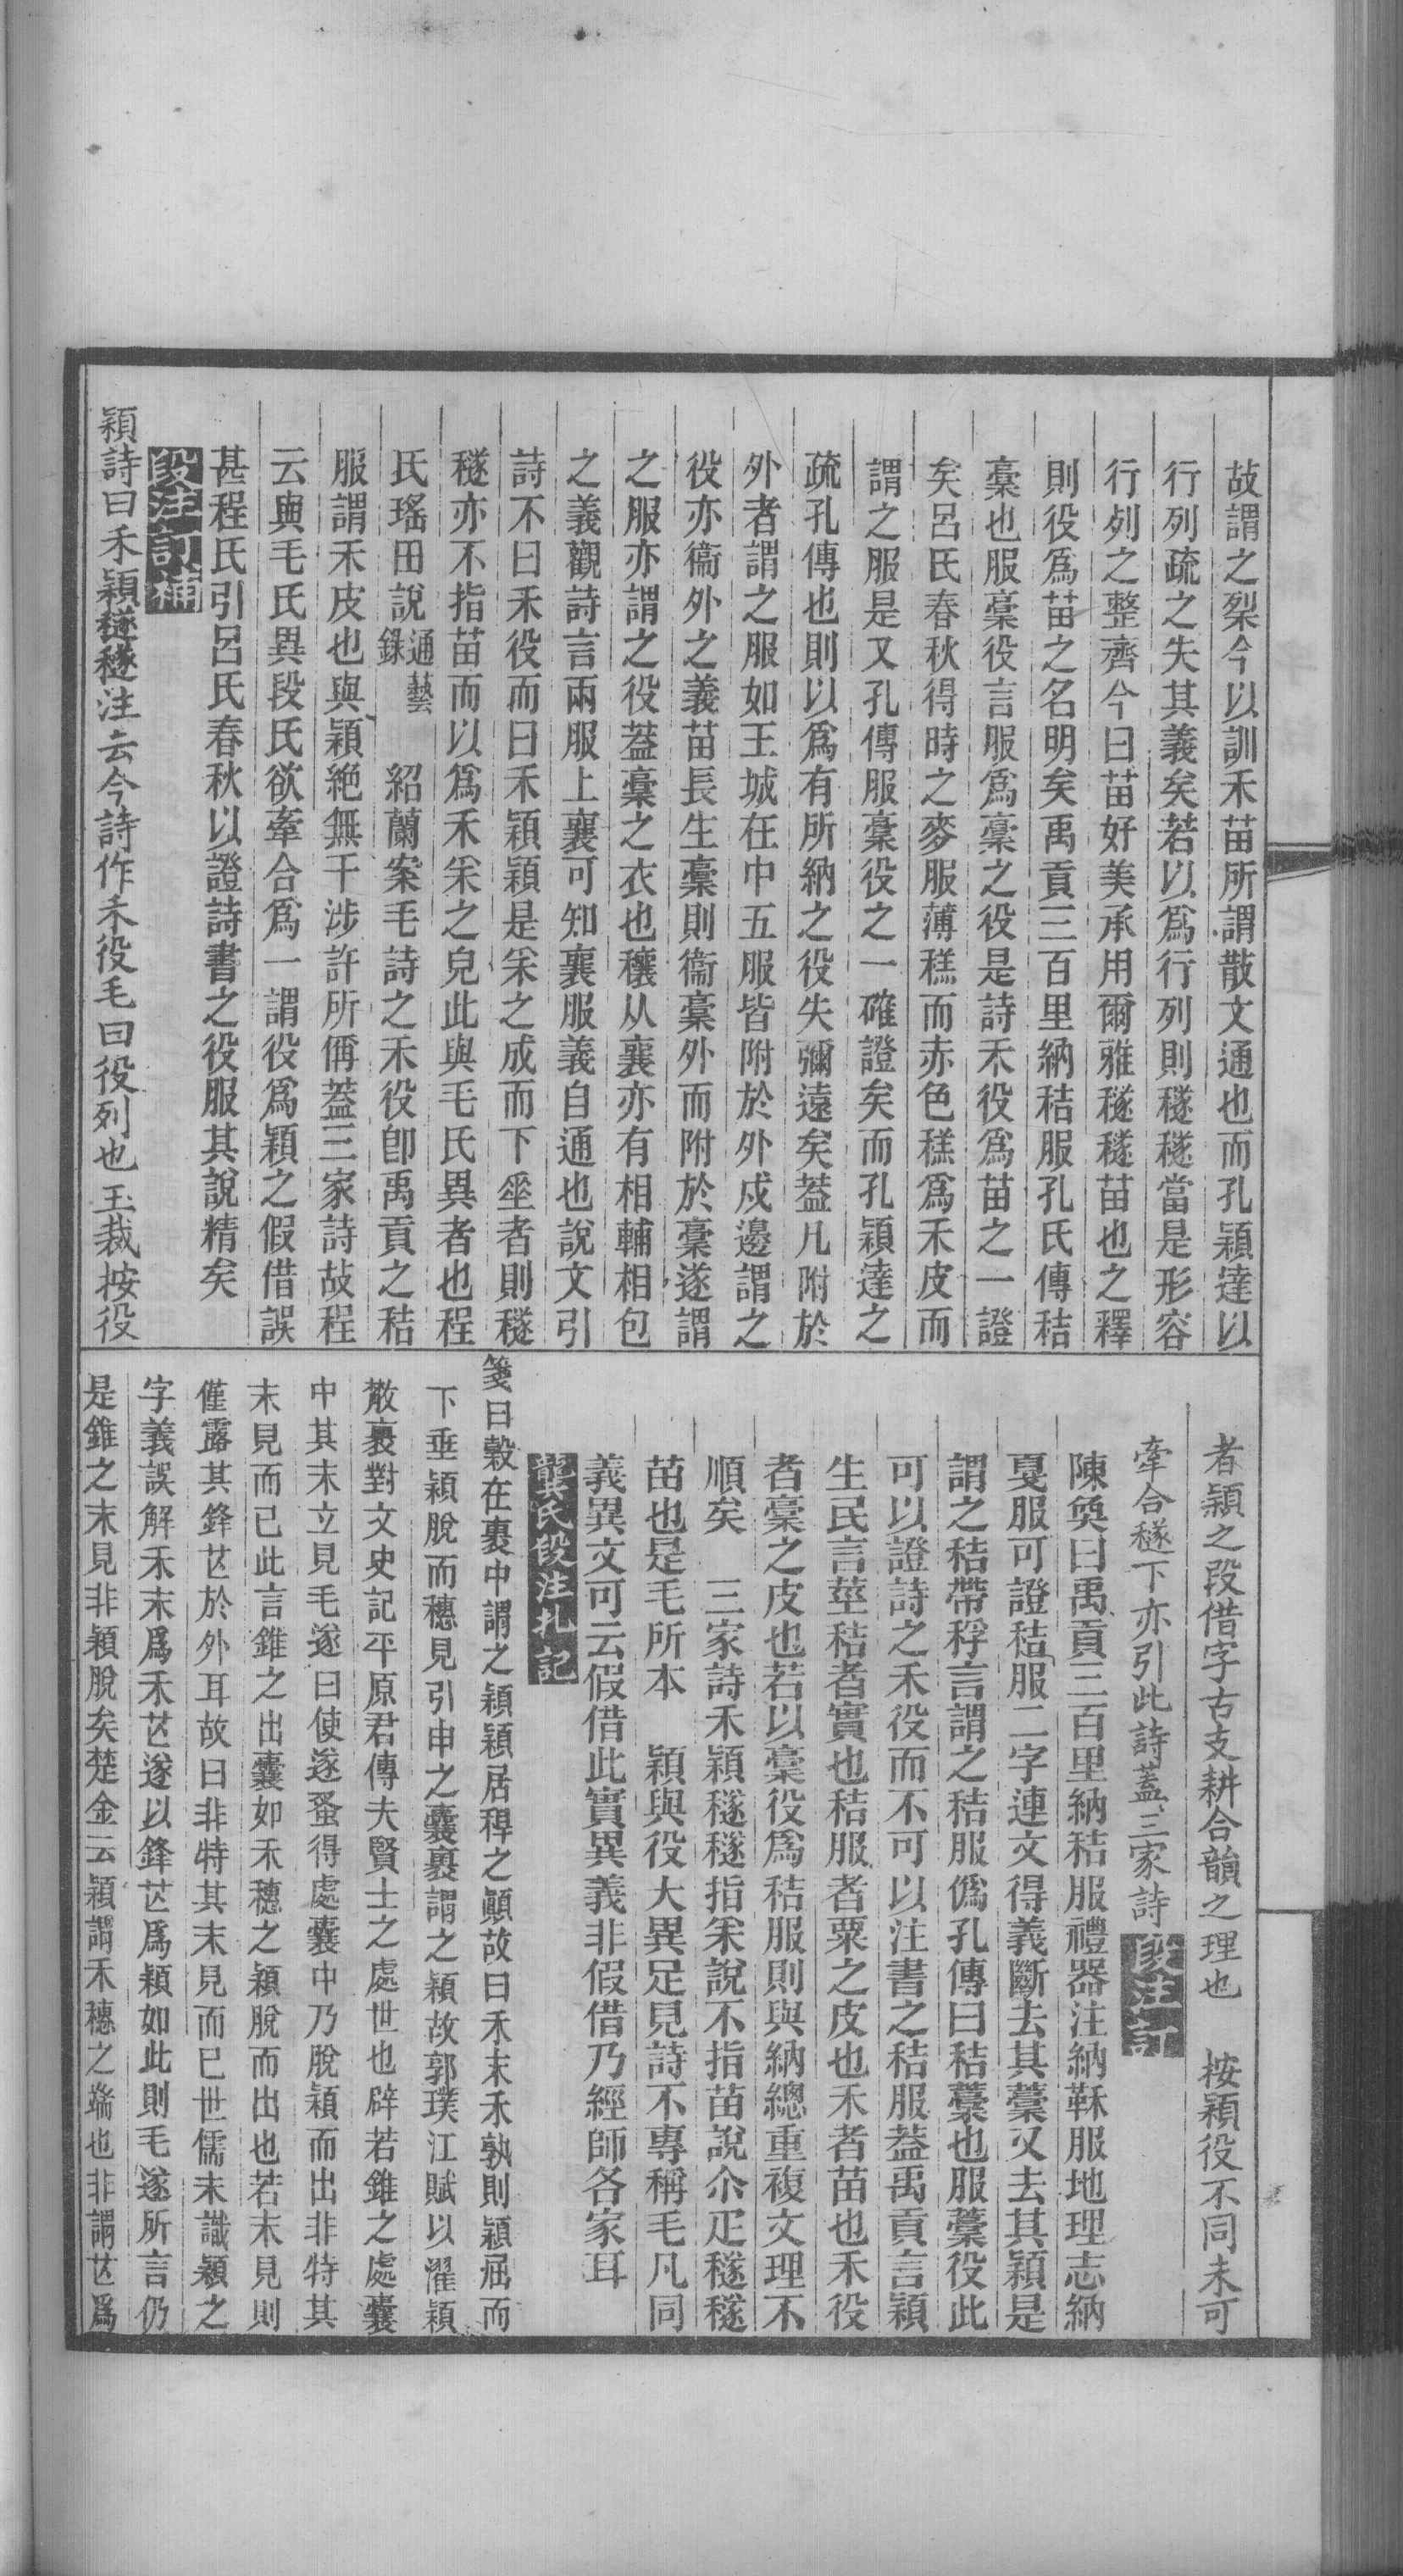 故謂之梨今以訓禾苗所謂散文通也而孔穎達以
行列疏之失其義矣若以爲行列則穟穟當是形容
行列之整齊今曰苗好美承用爾雅穟穟苗也之釋
則役爲苗之名明矣禹貢三百里納秸服孔氏傳秸
稾也服稾役言服爲稾之役是詩禾役爲苗之一證
矣呂氏春秋得時之麥服薄糕而赤色糕爲禾皮而
謂之服是又孔傳服稾役之一確證矣而孔穎達之
疏孔傳也則以爲有所納之役失彌遠矣葢凡附於
外者謂之服如王城在中五服皆附於外戍邊謂之
役亦衞外之義苗長生稾則衞稾外而附於稾遂謂
之服亦謂之役葢稾之衣也穰从襄亦有相輔相包
之義觀詩言兩服上襄可知襄服義自通也說文引
詩不曰禾役而曰禾穎穎是采之成而下坙者則穟
穟亦不指苗而以爲禾采之皃此與毛氏異者也程
氏瑤田說通藝錄　紹蘭案毛詩之禾役卽禹貢之秸
服謂禾皮也與穎絶無干涉許所偁葢三家詩故程
云與毛氏異段氏欲牽合爲一謂役爲穎之假借誤
甚程氏引呂氏春秋以證詩書之役服其說精矣
段注訂補
穎詩曰禾穎穟穟注云今詩作禾役毛曰役列也玉裁按役
者穎之段借字古支耕合韻之理也　按穎役不同未可
牽合穟下亦引此詩蓋三家詩　段注訂
陳奐曰禹貢三百里納秸服禮器注納鞂服地理志納
戛服可證秸服二字連文得義斷去其藁又去其穎是
謂之秸帶稃言謂之秸服僞孔傳曰秸藁也服藁役此
可以證詩之禾役而不可以注書之秸服葢禹貢言穎
生民言莖秸者實也秸服者粟之皮也禾者苗也禾役
者稾之皮也若以稾役爲秸服則與納總重複文理不
順矣　三家詩禾穎穟穟指采說不指苗說尒疋穟穟
苗也是毛所本　穎與役大異足見詩不專稱毛凡同
義異文可云假借此實異義非假借乃經師各家耳
龔氏段注札記
箋曰穀在裹中謂之穎穎居稈之顚故曰禾末禾孰則穎屈而
下垂穎脫而穗見引申之囊裹謂之穎故郭璞江賦以濯穎
散裹對文史記平原君傳夫賢士之處世也辟若錐之處囊
中其末立見毛遂曰使遂蚤得處囊中乃脫穎而出非特其
末見而已此言錐之出囊如禾穗之穎脫而出也若末見則
僅露其鋒芒於外耳故曰非特其末見而已世儒未識穎之
字義誤解禾末爲禾芒遂以鋒芒爲穎如此則毛遂所言仍
是錐之末見非穎脫矣楚金云穎謂禾穗之耑也非謂芒爲